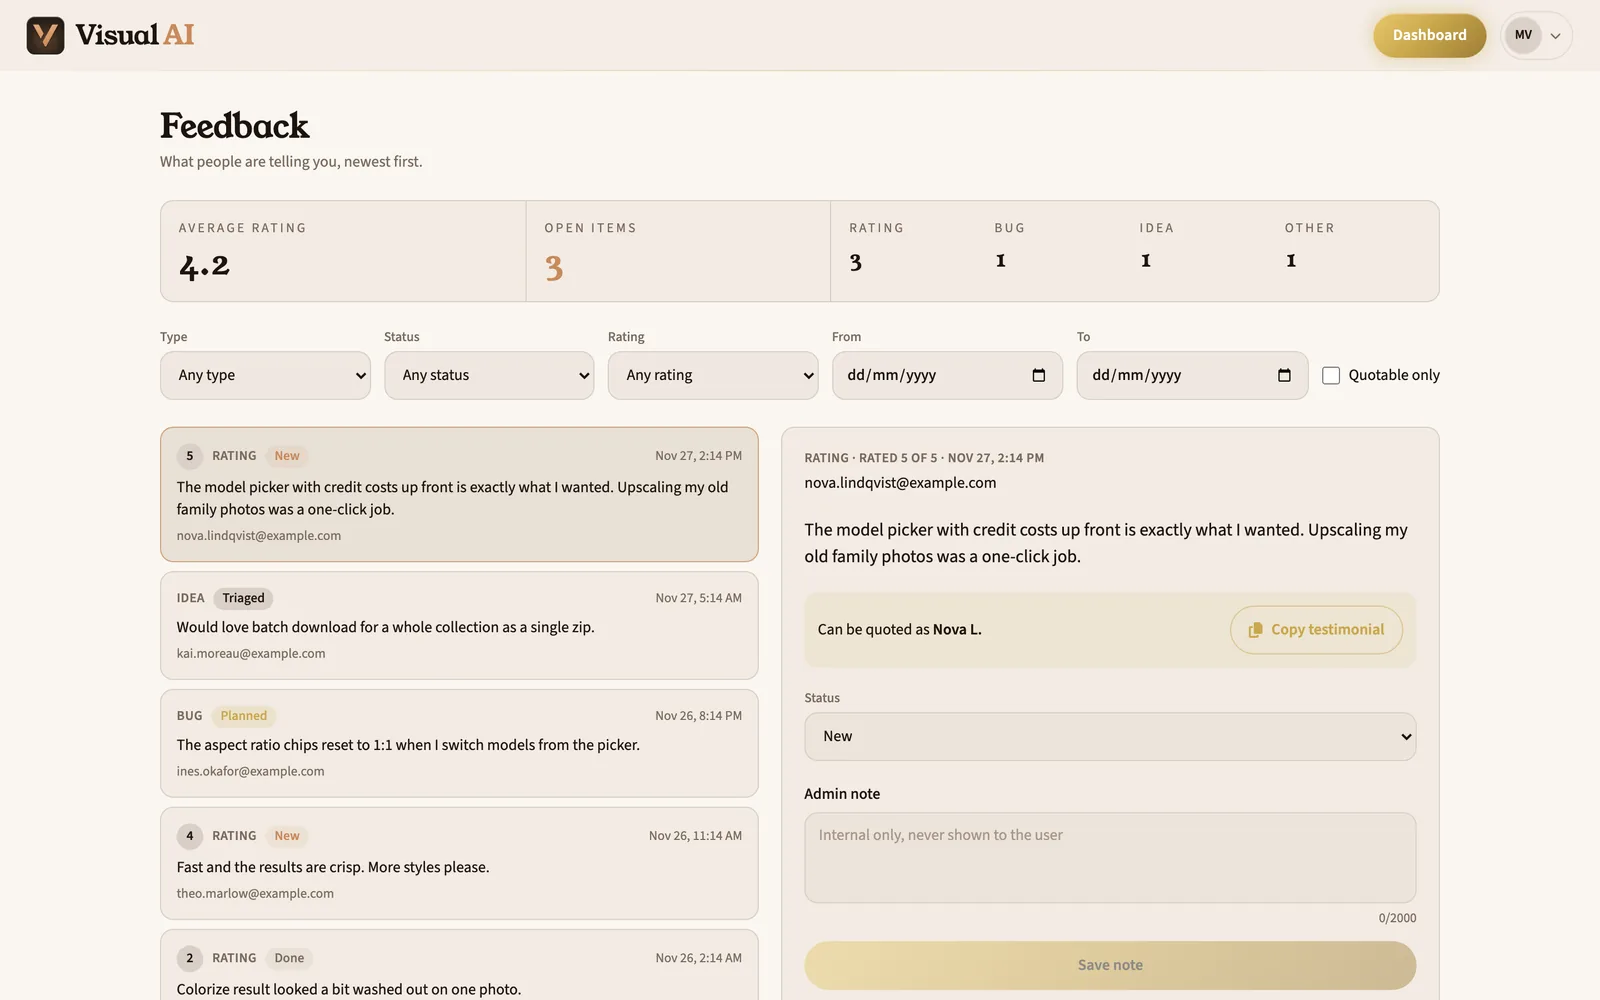 Visual AI
Dashboard
MV
Feedback
What people are telling you, newest first.
AVERAGE RATING
4.2
OPEN ITEMS
3
RATING
3
BUG
1
IDEA
1
OTHER
1
Type
Any type
Status
Any status
Rating
Any rating
From
dd/mm/yyyy
To
dd/mm/yyyy
Quotable only
5 RATING New Nov 27, 2:14 PM
The model picker with credit costs up front is exactly what I wanted. Upscaling my old
family photos was a one-click job.
nova.lindqvist@example.com
IDEA Triaged Nov 27, 5:14 AM
Would love batch download for a whole collection as a single zip.
kai.moreau@example.com
BUG Planned Nov 26, 8:14 PM
The aspect ratio chips reset to 1:1 when I switch models from the picker.
ines.okafor@example.com
4 RATING New Nov 26, 11:14 AM
Fast and the results are crisp. More styles please.
theo.marlow@example.com
2 RATING Done Nov 26, 2:14 AM
Colorize result looked a bit washed out on one photo.
RATING · RATED 5 OF 5 · NOV 27, 2:14 PM
nova.lindqvist@example.com
The model picker with credit costs up front is exactly what I wanted. Upscaling my
old family photos was a one-click job.
Can be quoted as Nova L.
Copy testimonial
Status
New
Admin note
Internal only, never shown to the user
0/2000
Save note